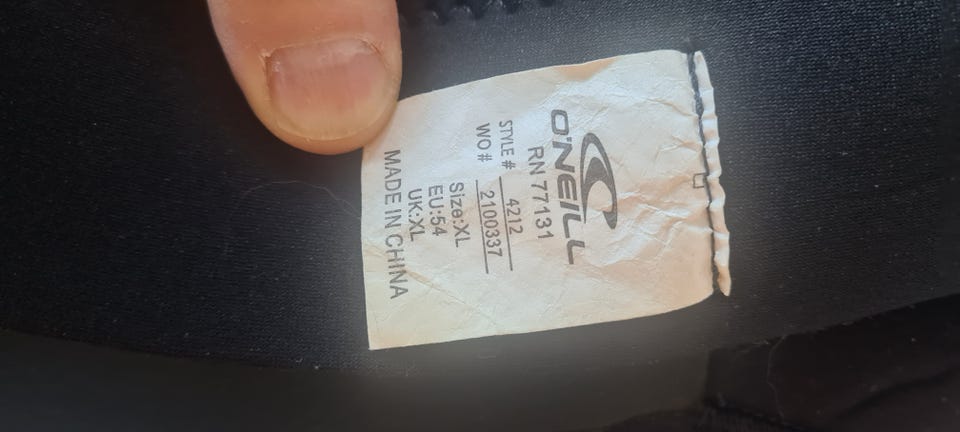 O'NEILL
RN 77131
STYLE # 4212
WO # 2100337
Size:XL
EU:54
UK:XL
MADE IN CHINA